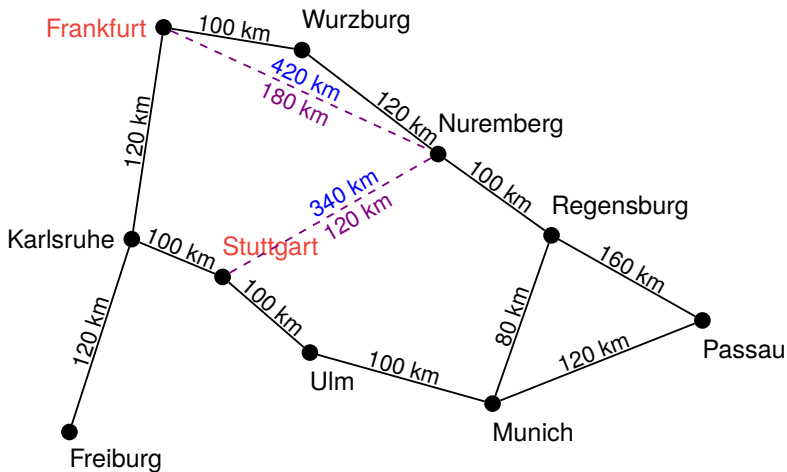 Frankfurt
100 km
Wurzburg
420 km
180 km
120 km
Nuremberg
120 km
100 km
340 km
120 km
Regensburg
Karlsruhe
100 km
Stuttgart
160 km
100 km
80 km
120 km
100 km
120 km
Passau
Ulm
Munich
Freiburg